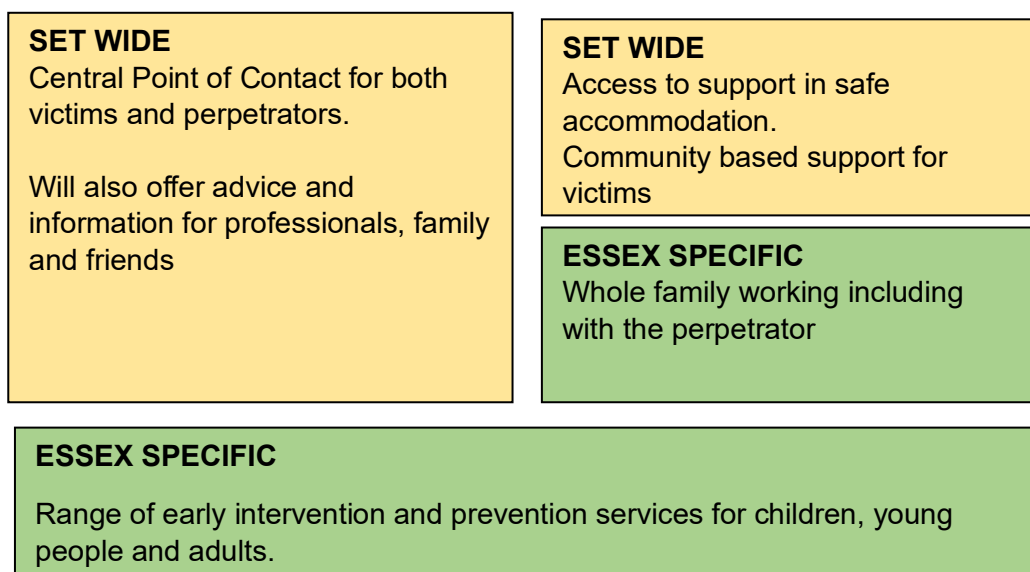 SET WIDE
Central Point of Contact for both
victims and perpetrators.
Will also offer advice and
information for professionals, family
and friends
SET WIDE
Access to support in safe
accommodation.
Community based support for
victims
ESSEX SPECIFIC
Whole family working including
with the perpetrator
ESSEX SPECIFIC
Range of early intervention and prevention services for children, young
people and adults.